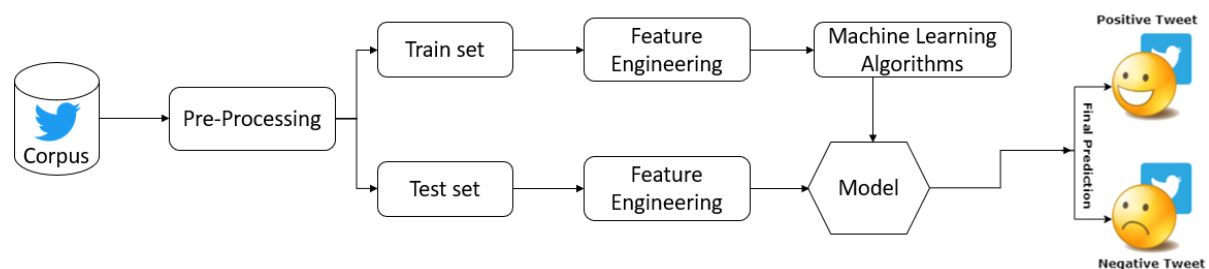 Corpus
Pre-Processing
Train set
Feature
Engineering
Machine Learning
Algorithms
Test set
Feature
Engineering
Model
Final Prediction
Positive Tweet
Negative Tweet